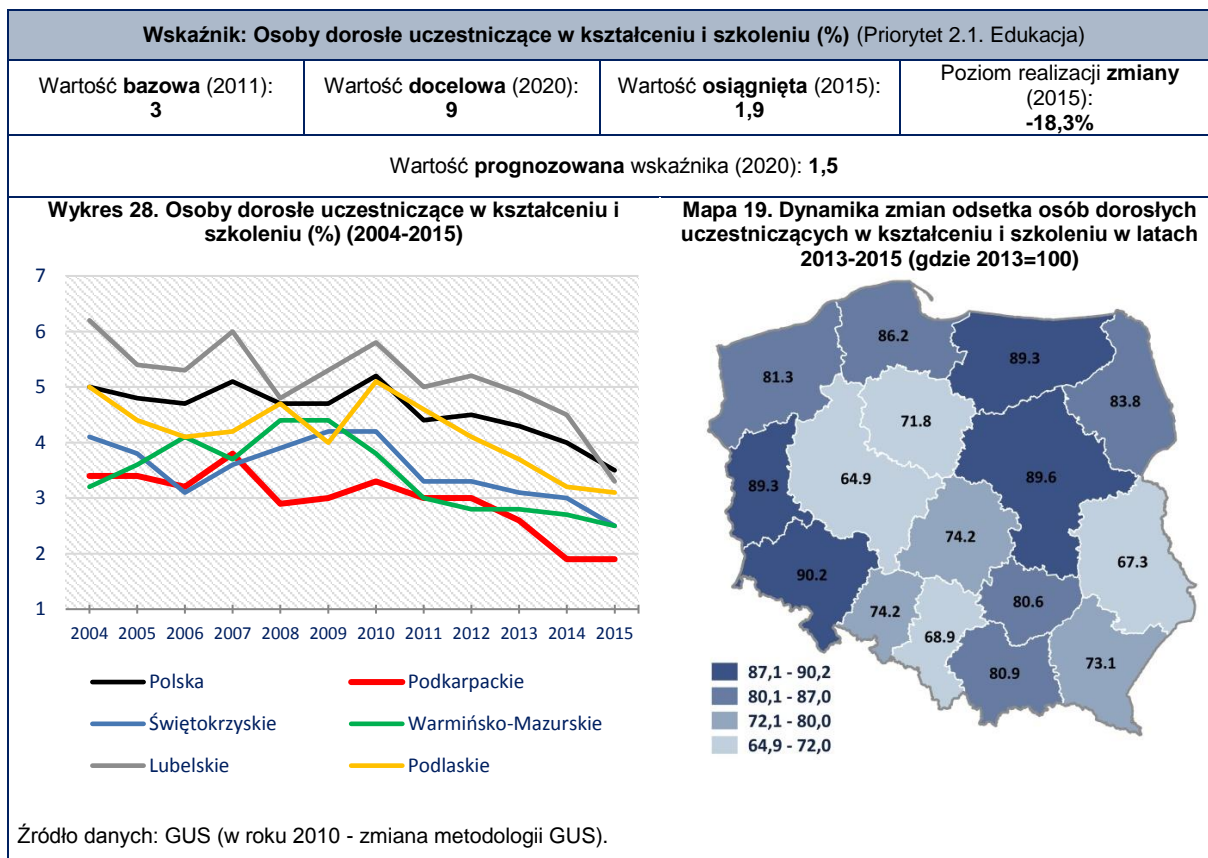 Wskaźnik: Osoby dorosłe uczestniczące w kształceniu i szkoleniu (%) (Priorytet 2.1. Edukacja)
Wartość bazowa (2011):
3
Wartość docelowa (2020):
9
Wartość osiągnięta (2015):
1,9
Poziom realizacji zmiany
(2015):
-18,3%
Wartość prognozowana wskaźnika (2020): 1,5
Wykres 28. Osoby dorosłe uczestniczące w kształceniu i
szkoleniu (%) (2004-2015)
7
6
5
4
3
2
1
2004 2005 2006 2007 2008 2009 2010 2011 2012 2013 2014 2015
Polska
Podkarpackie
Świętokrzyskie
Warmińsko-Mazurskie
Lubelskie
Podlaskie
Mapa 19. Dynamika zmian odsetka osób dorosłych
uczestniczących w kształceniu i szkoleniu w latach
2013-2015 (gdzie 2013=100)
86.2
89.3
81.3
83.8
71.8
64.9
89.3
89.6
74.2
67.3
90.2
74.2
68.9
80.6
80.9
73.1
87,1 - 90,2
80,1 - 87,0
72,1 - 80,0
64,9 - 72,0
Źródło danych: GUS (w roku 2010 - zmiana metodologii GUS).